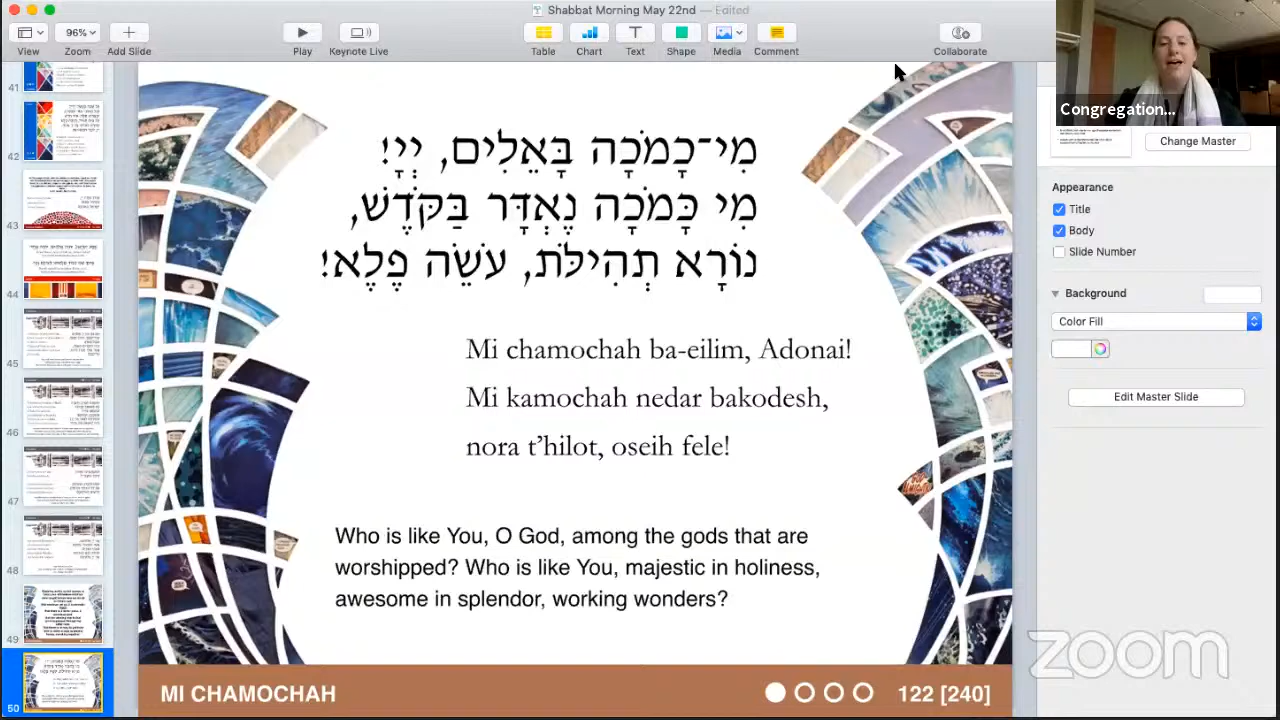 Shabbat Morning May 22nd — Edited
96%
View
Zoom
Add Slide
Play
Keynote Live
Table
Chart
Text
Shape
Media
Comment
Collaborate
Congregation...
Change Master
Appearance
Title
Body
Slide Number
Background
Color Fill
Edit Master Slide
41
42
43
44
45
46
47
48
49
50
מִי־כָמֹכָה בָּאֵלִים, יְיָ!
מִי כָּמֹכָה נֶאְדָּר בַּקֹּדֶשׁ,
נוֹרָא תְהִילֹּת, עֹשֵׂה פֶלֶא!
Mi chamochah ba-eilim, Adonai!
Mi kamochah nedar bakodesh,
nora t’hilot, oseih fele!
Who is like You, O God, among the gods that are
worshipped? Who is like You, majestic in holiness,
awesome in splendor, working wonders?
MI CHAMOCHAH
122 [240]
zoom